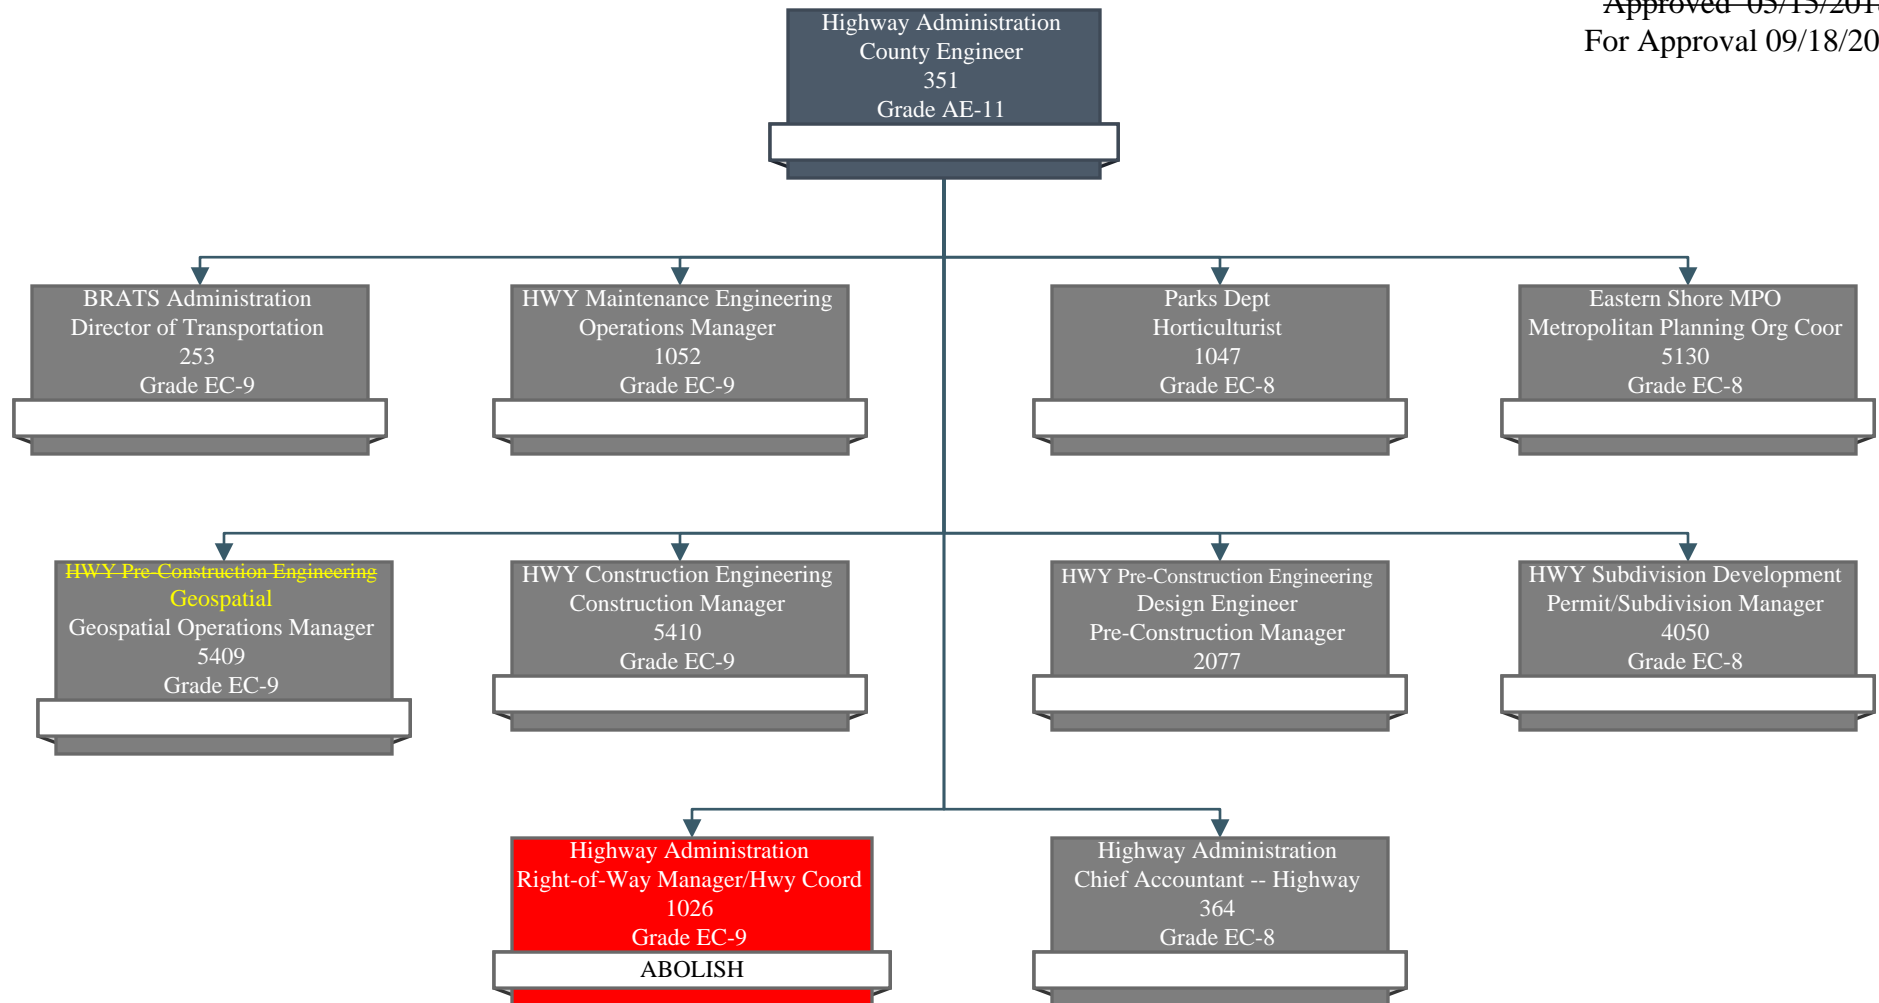 Approved 05/15/201
For Approval 09/18/20
Highway Administration
County Engineer
351
Grade AE-11
BRATS Administration
Director of Transportation
253
Grade EC-9
HWY Maintenance Engineering
Operations Manager
1052
Grade EC-9
Parks Dept
Horticulturist
1047
Grade EC-8
Eastern Shore MPO
Metropolitan Planning Org Coor
5130
Grade EC-8
HWY Pre-Construction Engineering
Geospatial
Geospatial Operations Manager
5409
Grade EC-9
HWY Construction Engineering
Construction Manager
5410
Grade EC-9
HWY Pre-Construction Engineering
Design Engineer
Pre-Construction Manager
2077
HWY Subdivision Development
Permit/Subdivision Manager
4050
Grade EC-8
Highway Administration
Right-of-Way Manager/Hwy Coord
1026
Grade EC-9
ABOLISH
Highway Administration
Chief Accountant -- Highway
364
Grade EC-8